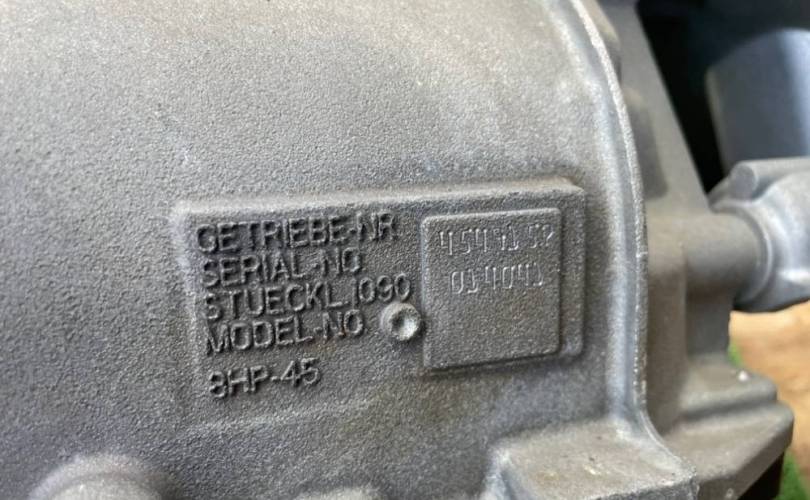 GETRIEBE-NR
SERIAL-NO
STUECKL.1090
MODEL-NO
8HP-45